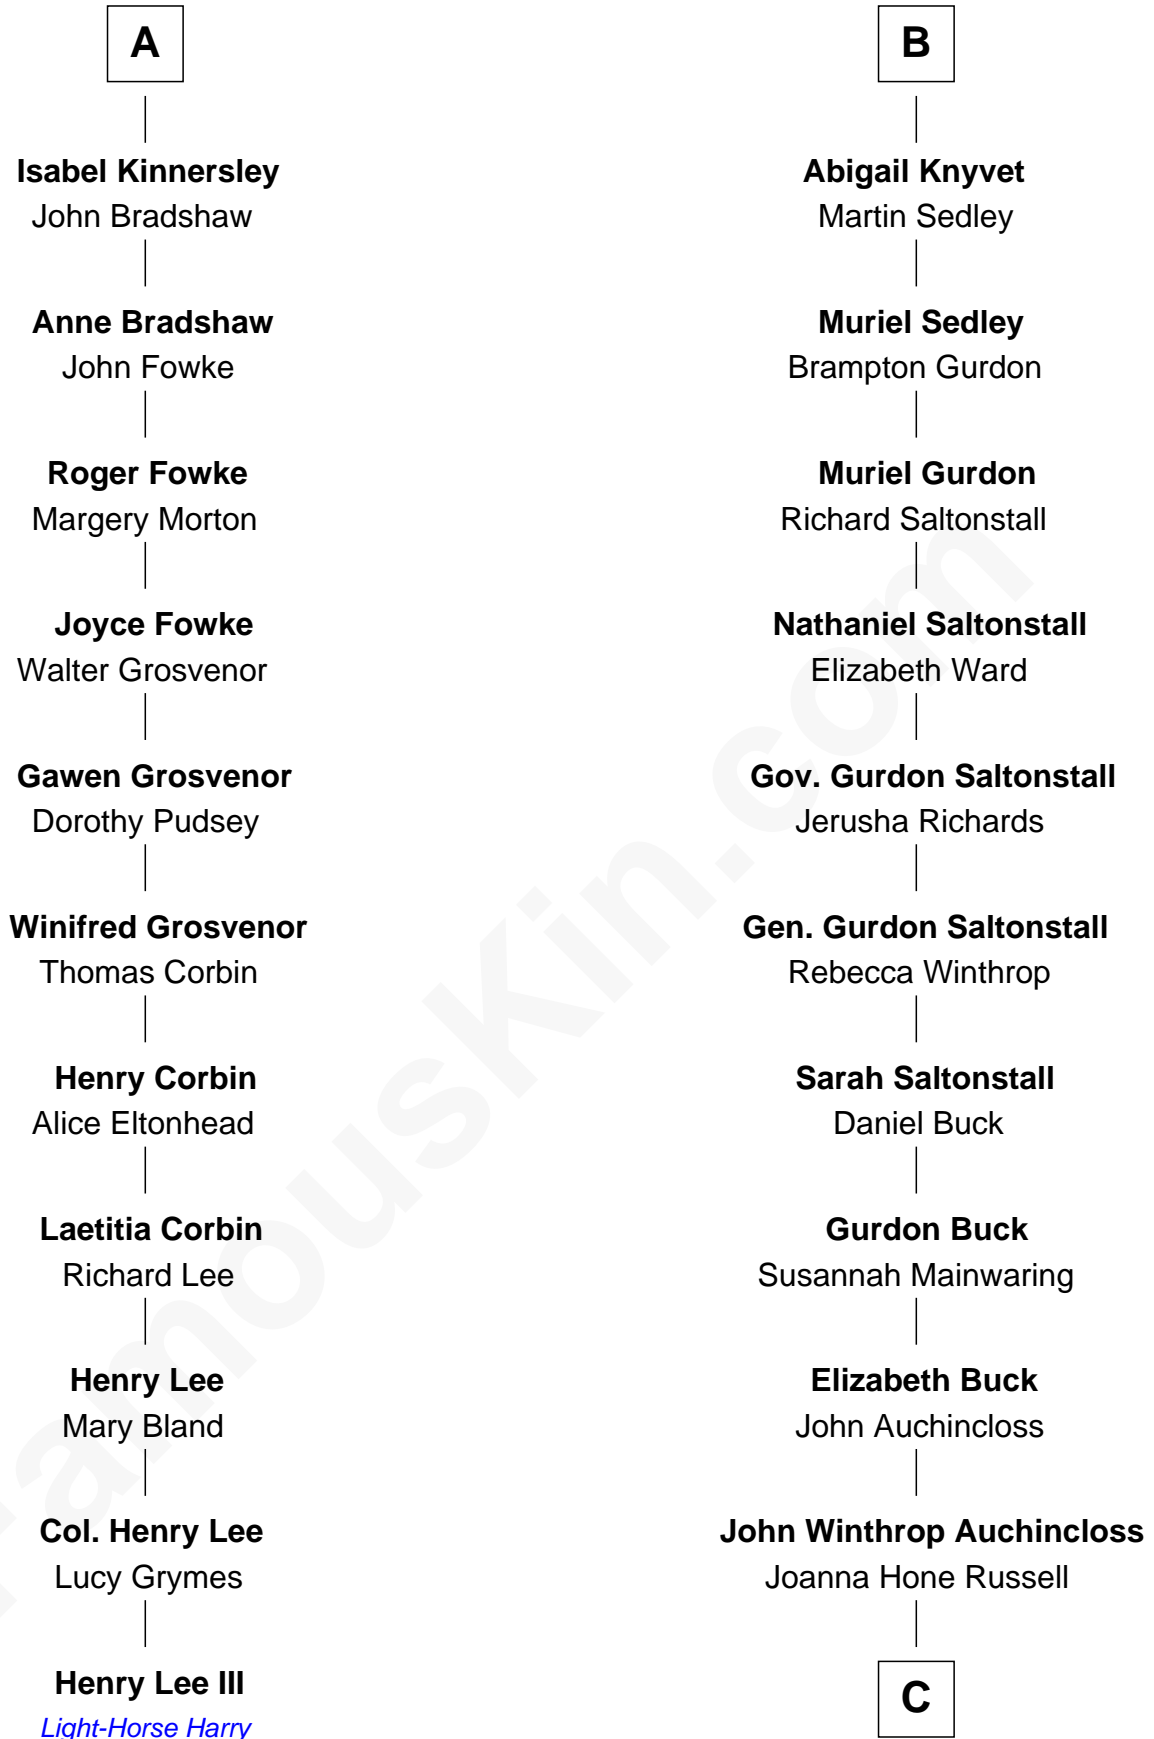 A
Isabel Kinnersley
John Bradshaw
Anne Bradshaw
John Fowke
Roger Fowke
Margery Morton
Joyce Fowke
Walter Grosvenor
Gawen Grosvenor
Dorothy Pudsey
Winifred Grosvenor
Thomas Corbin
Henry Corbin
Alice Eltonhead
Laetitia Corbin
Richard Lee
Henry Lee
Mary Bland
Col. Henry Lee
Lucy Grymes
Henry Lee III
Light-Horse Harry
B
Abigail Knyvet
Martin Sedley
Muriel Sedley
Brampton Gurdon
Muriel Gurdon
Richard Saltonstall
Nathaniel Saltonstall
Elizabeth Ward
Gov. Gurdon Saltonstall
Jerusha Richards
Gen. Gurdon Saltonstall
Rebecca Winthrop
Sarah Saltonstall
Daniel Buck
Gurdon Buck
Susannah Mainwaring
Elizabeth Buck
John Auchincloss
John Winthrop Auchincloss
Joanna Hone Russell
C
FamousKin.com